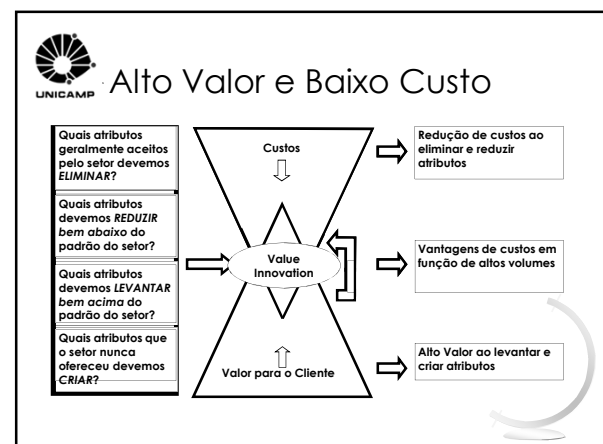 UNICAMP
Alto Valor e Baixo Custo
Quais atributos
geralmente aceitos
pelo setor devemos
ELIMINAR?
Quais atributos
devemos REDUZIR
bem abaixo do
padrão do setor?
Quais atributos
devemos LEVANTAR
bem acima do
padrão do setor?
Quais atributos que
o setor nunca
ofereceu devemos
CRIAR?
Custos
Value
Innovation
Valor para o Cliente
Redução de custos ao
eliminar e reduzir
atributos
Vantagens de custos em
função de altos volumes
Alto Valor ao levantar e
criar atributos